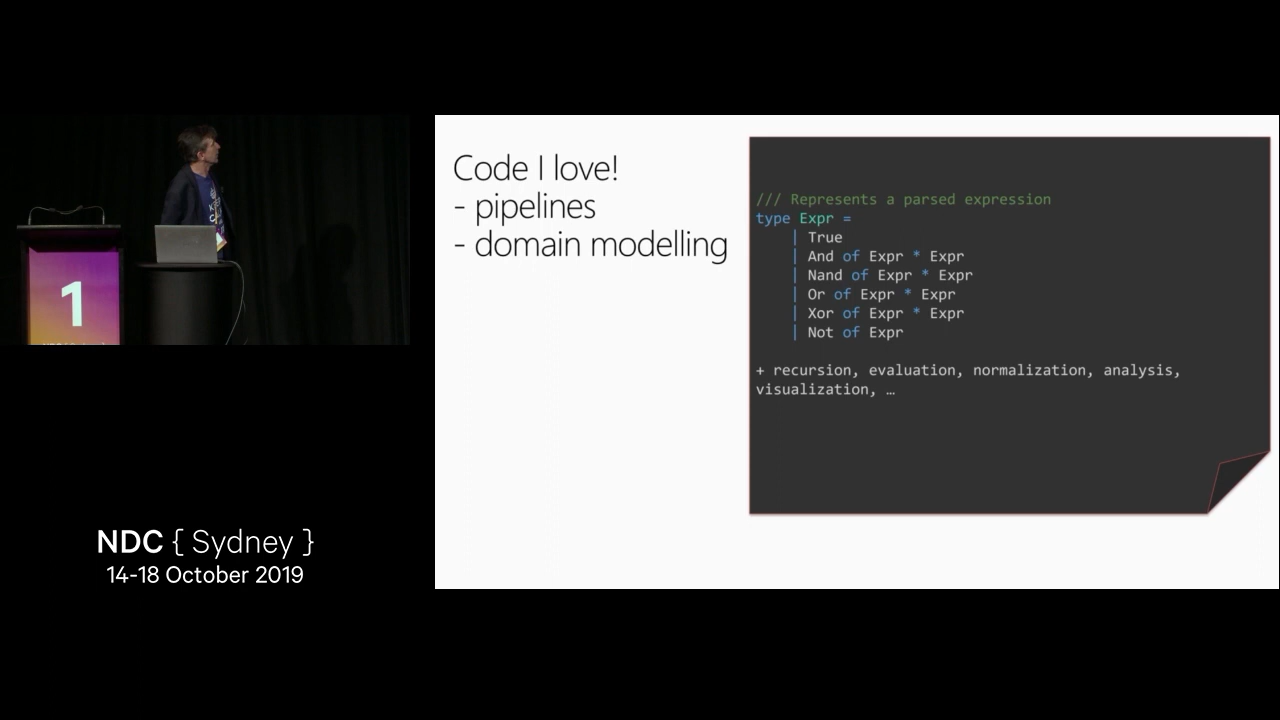 Code I love!
- pipelines
- domain modelling
/// Represents a parsed expression
type Expr =
| True
| And of Expr * Expr
| Nand of Expr * Expr
| Or of Expr * Expr
| Xor of Expr * Expr
| Not of Expr
+ recursion, evaluation, normalization, analysis,
visualization, …
1
NDC { Sydney }
14-18 October 2019